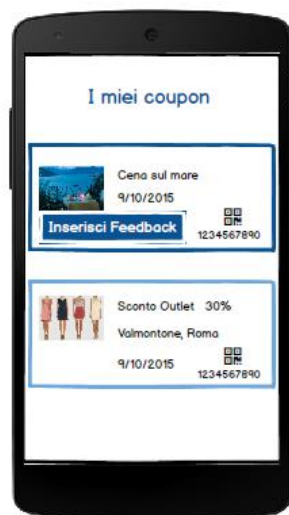 I miei coupon
Cena sul mare
9/10/2015
Inserisci Feedback
1234567890
Sconto Outlet 30%
Valmontone, Roma
9/10/2015
1234567890